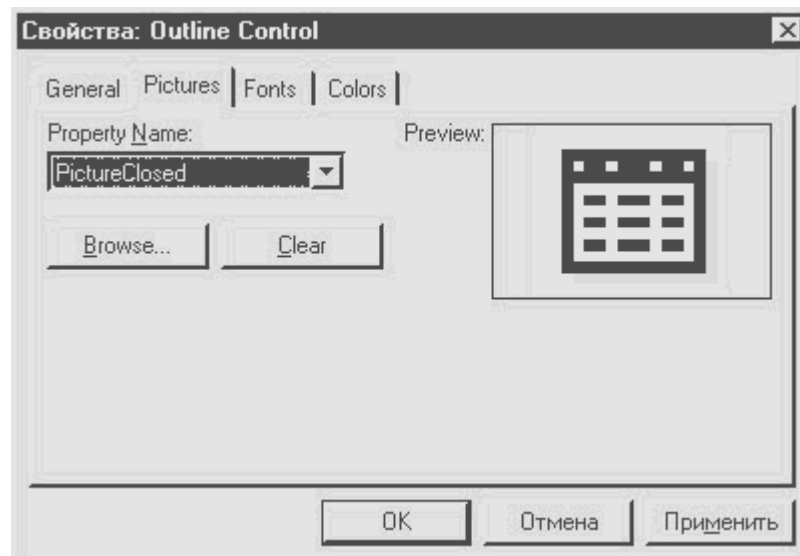 Свойства: Outline Control
General Pictures Fonts Colors
Property Name: Preview:
PictureClosed
Browse... Clear
OK Отмена Применить